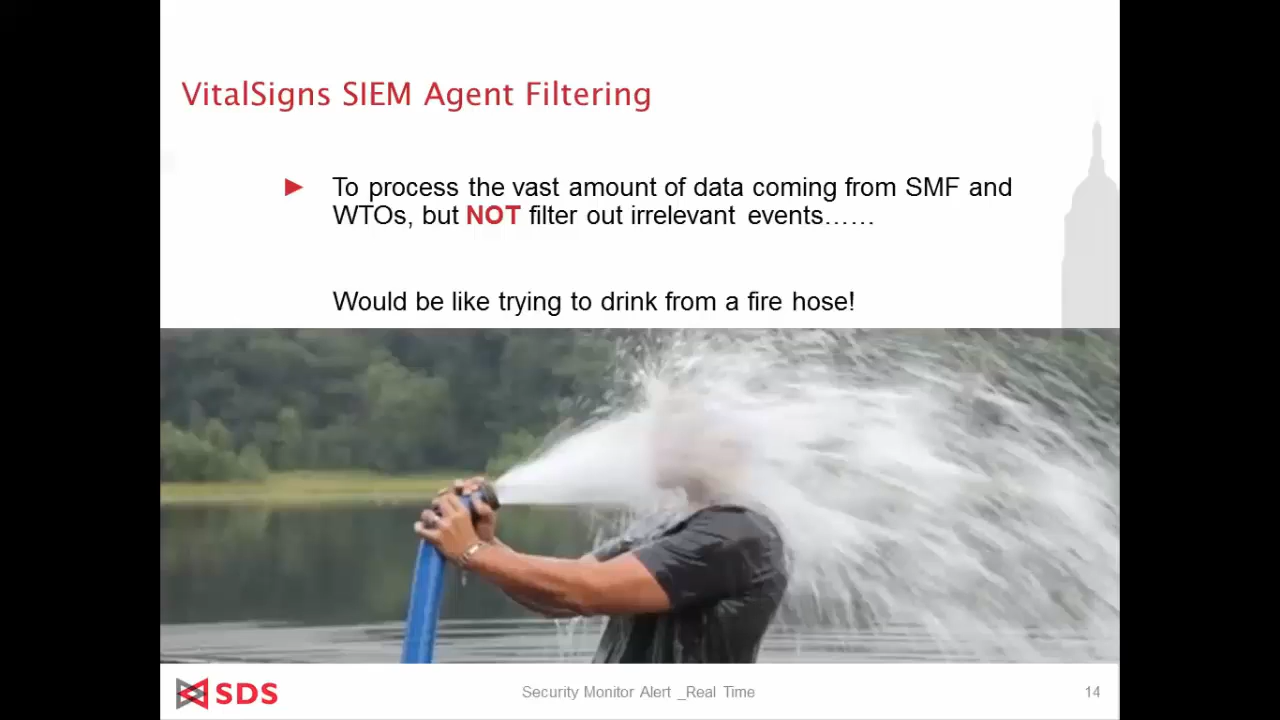 VitalSigns SIEM Agent Filtering
To process the vast amount of data coming from SMF and
WTOs, but NOT filter out irrelevant events……
Would be like trying to drink from a fire hose!
SDS
Security Monitor Alert _Real Time
14